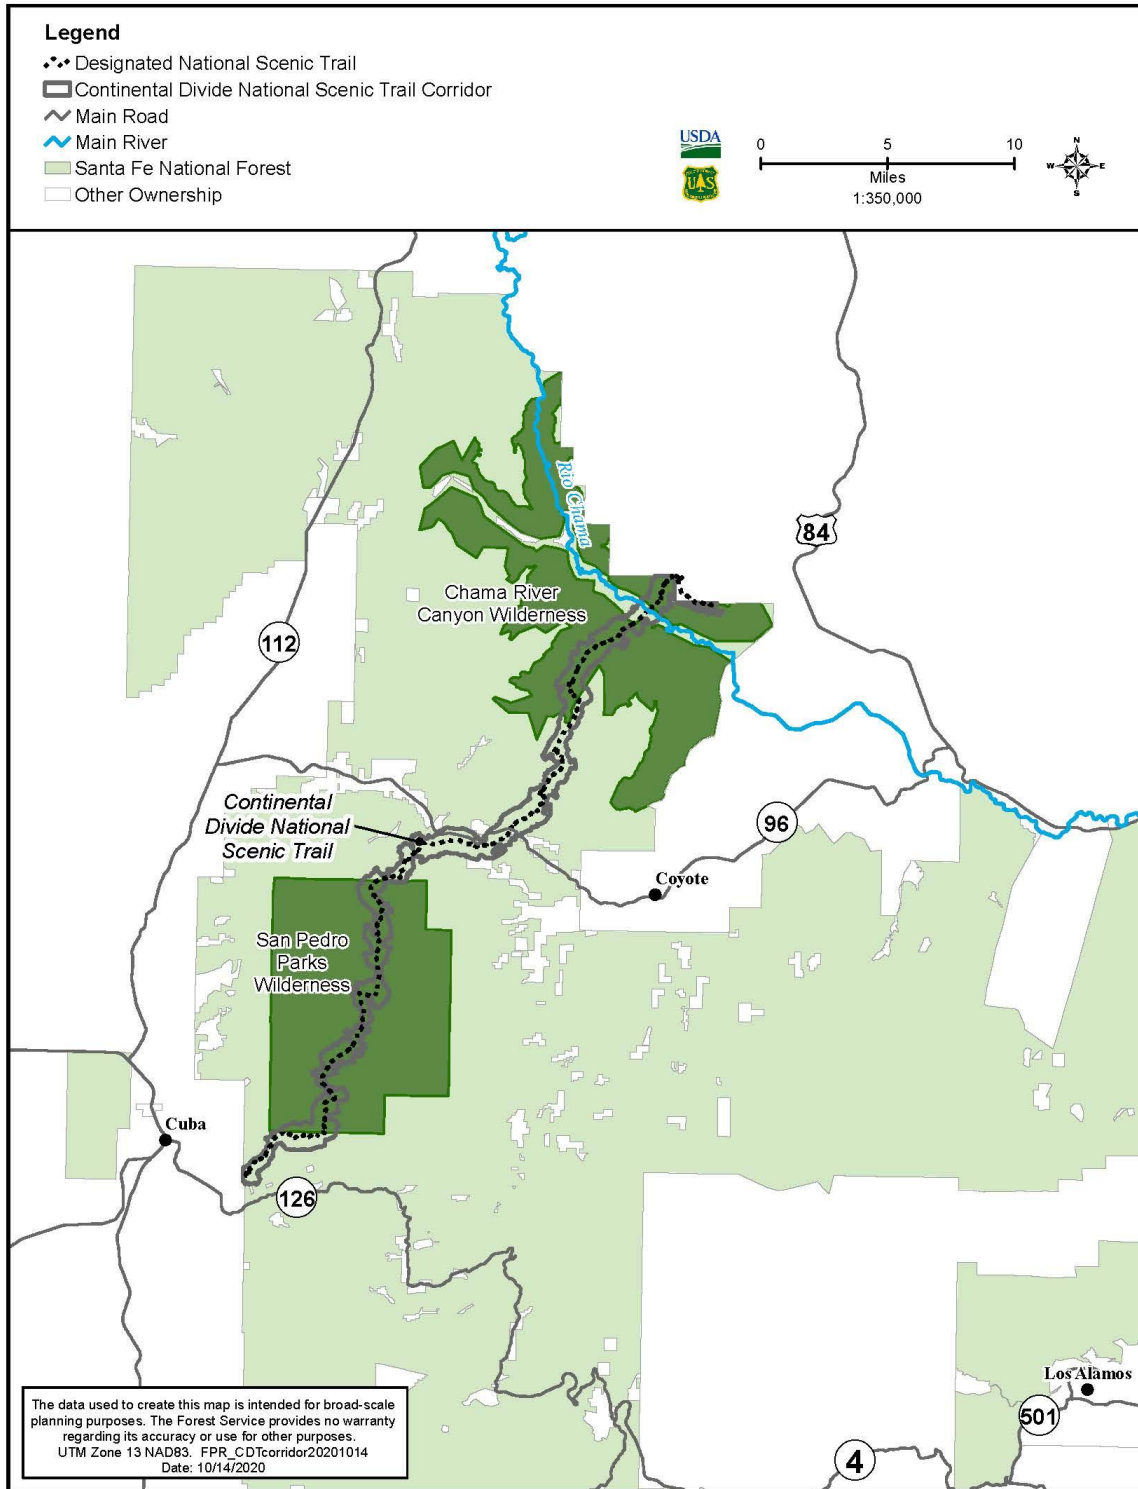 Legend
Designated National Scenic Trail
Continental Divide National Scenic Trail Corridor
Main Road
Main River
Santa Fe National Forest
Other Ownership
USDA
U S
0 5 10
Miles
1:350,000
N
W E
S
Rio Chama
84
Chama River
Canyon Wilderness
112
Continental
Divide National
Scenic Trail
96
Coyote
San Pedro
Parks
Wilderness
Cuba
126
Los Alamos
501
4
The data used to create this map is intended for broad-scale
planning purposes. The Forest Service provides no warranty
regarding its accuracy or use for other purposes.
UTM Zone 13 NAD83. FPR_CDTcorridor20201014
Date: 10/14/2020